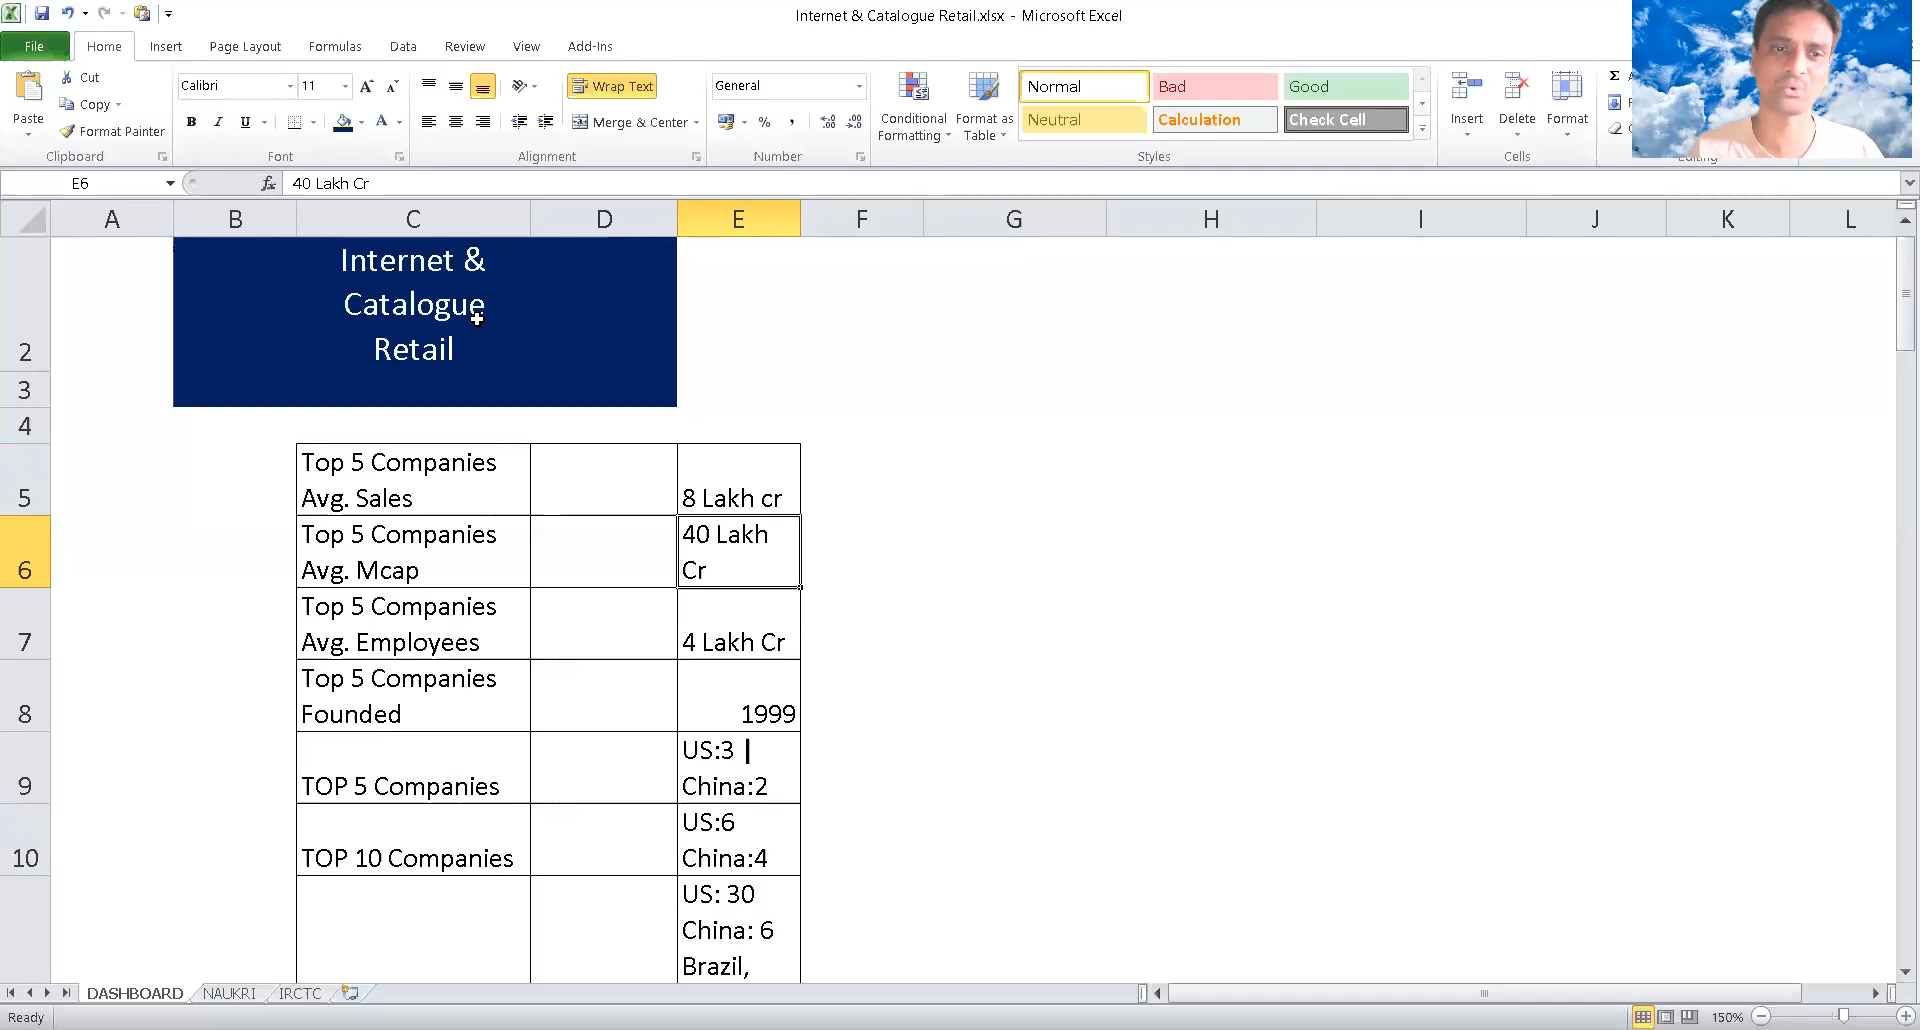 Internet & Catalogue Retail.xlsx - Microsoft Excel
File Home Insert Page Layout Formulas Data Review View Add-Ins
Paste
Cut
Copy
Format Painter
Clipboard
Calibri 11
B I U
Font
Wrap Text
Merge & Center
Alignment
General
Number
Conditional Formatting
Format as Table
Normal Bad Good
Neutral Calculation Check Cell
Styles
Insert Delete Format
Cells
E6 fx 40 Lakh Cr
A B C D E F G H I J K L
Internet &
Catalogue
Retail
2
3
4
Top 5 Companies
5 Avg. Sales 8 Lakh cr
Top 5 Companies 40 Lakh
6 Avg. Mcap Cr
Top 5 Companies
7 Avg. Employees 4 Lakh Cr
Top 5 Companies
8 Founded 1999
US:3 |
9 TOP 5 Companies China:2
US:6
10 TOP 10 Companies China:4
US: 30
China: 6
Brazil,
DASHBOARD NAUKRI IRCTC
Ready 150%